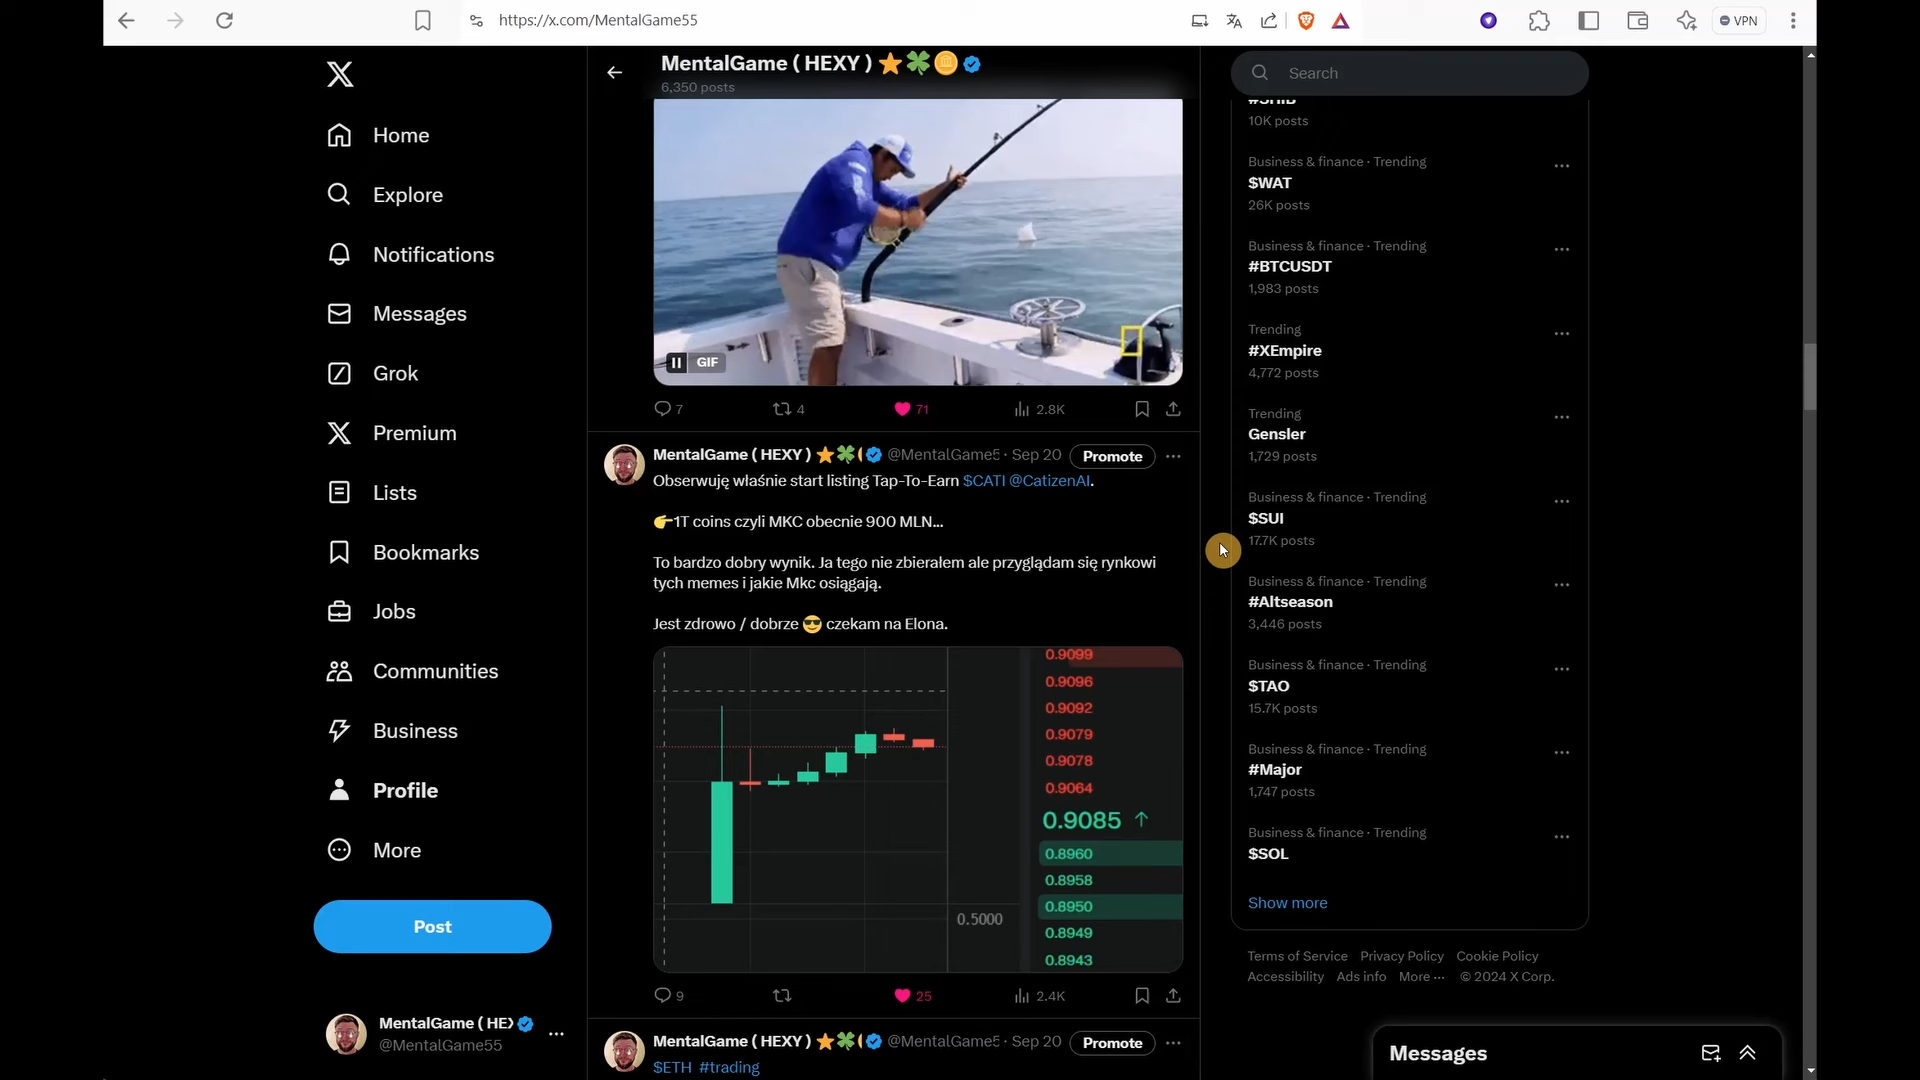 https://x.com/MentalGame55
VPN
MentalGame ( HEXY ) ⭐🍀🪙
6,350 posts
Search
Home
Explore
Notifications
Messages
Grok
Premium
Lists
Bookmarks
Jobs
Communities
Business
Profile
More
Post
MentalGame ( HEX)
@MentalGame55
GIF
7 4 71 2.8K
MentalGame ( HEXY ) ⭐🍀 @MentalGame5 · Sep 20 Promote
Obserwuję właśnie start listing Tap-To-Earn $CATI @CatizenAI.
👉1T coins czyli MKC obecnie 900 MLN...
To bardzo dobry wynik. Ja tego nie zbierałem ale przyglądam się rynkowi
tych memes i jakie Mkc osiągają.
Jest zdrowo / dobrze 😎 czekam na Elona.
0.9099
0.9096
0.9092
0.9079
0.9078
0.9064
0.9085 ↑
0.8960
0.8958
0.8950
0.8949
0.8943
0.5000
9 25 2.4K
MentalGame ( HEXY ) ⭐🍀 @MentalGame5 · Sep 20 Promote
$ETH #trading
#SHIB
10K posts
Business & finance · Trending
$WAT
26K posts
Business & finance · Trending
#BTCUSDT
1,983 posts
Trending
#XEmpire
4,772 posts
Trending
Gensler
1,729 posts
Business & finance · Trending
$SUI
17.7K posts
Business & finance · Trending
#Altseason
3,446 posts
Business & finance · Trending
$TAO
15.7K posts
Business & finance · Trending
#Major
1,747 posts
Business & finance · Trending
$SOL
Show more
Terms of Service Privacy Policy Cookie Policy
Accessibility Ads info More ··· © 2024 X Corp.
Messages